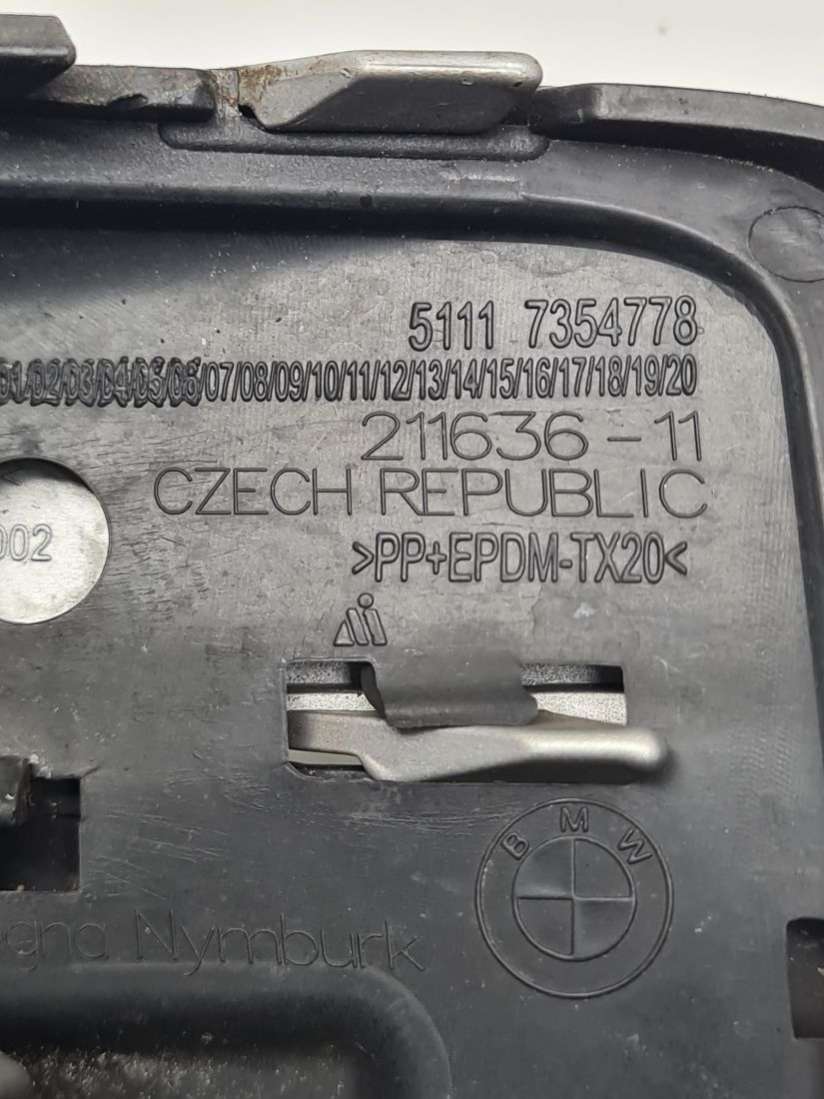 5111 7354778
01/02/03/04/05/06/07/08/09/10/11/12/13/14/15/16/17/18/19/20
211636-11
CZECH REPUBLIC
002
>PP+EPDM-TX20<
BMW
Nymburk